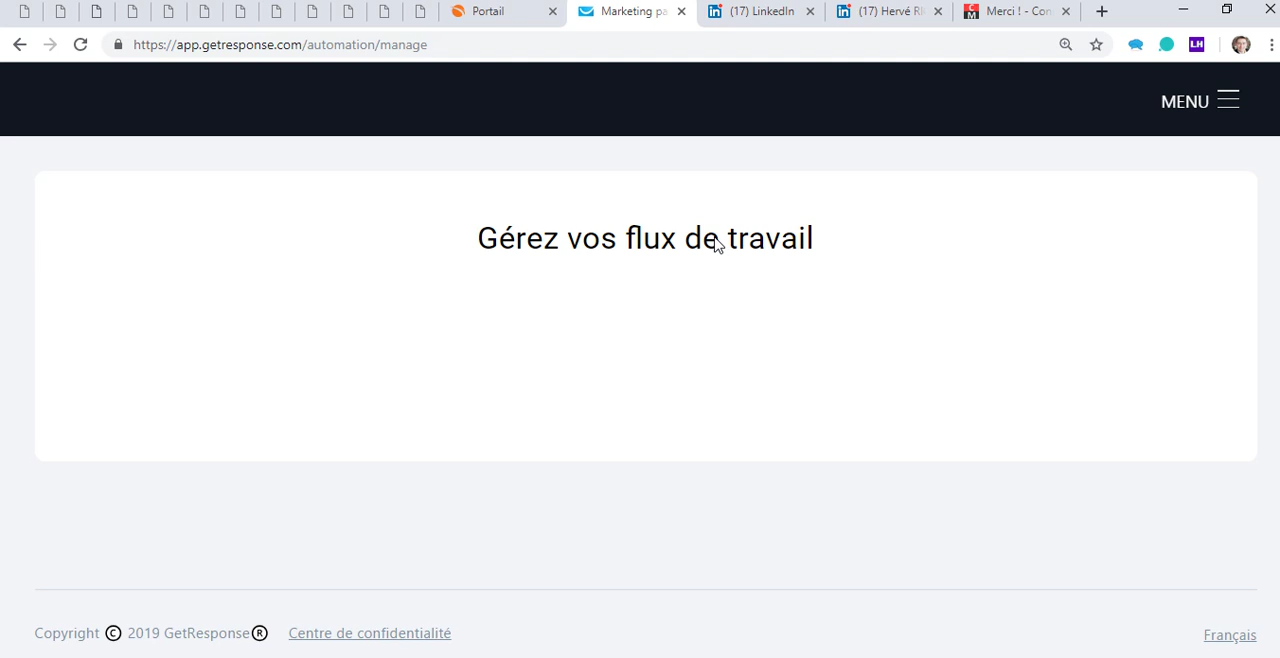 Portail
Marketing pa
(17) LinkedIn
(17) Hervé RI
Merci ! - Con
https://app.getresponse.com/automation/manage
LH
MENU
Gérez vos flux de travail
Copyright © 2019 GetResponse®
Centre de confidentialité
Français